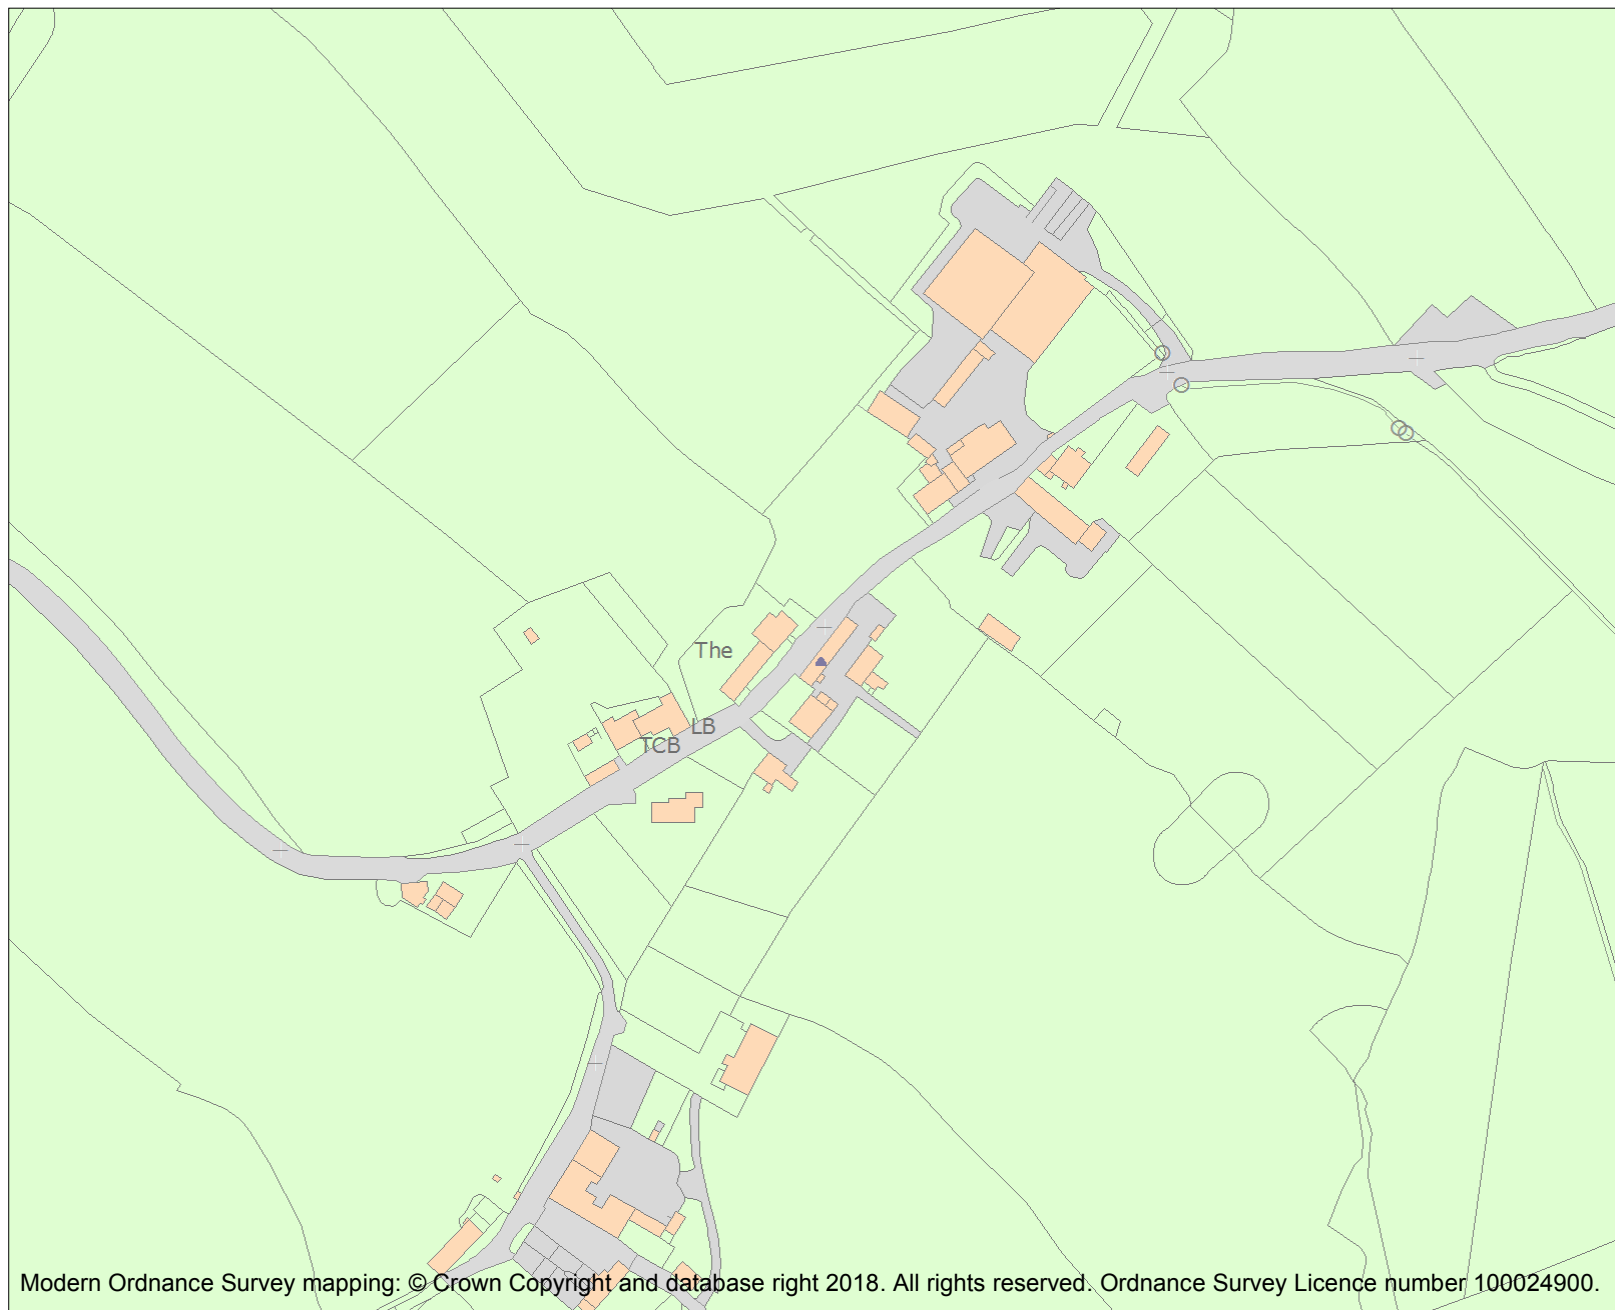 The
LB
TCB
Modern Ordnance Survey mapping: © Crown Copyright and database right 2018. All rights reserved. Ordnance Survey Licence number 100024900.